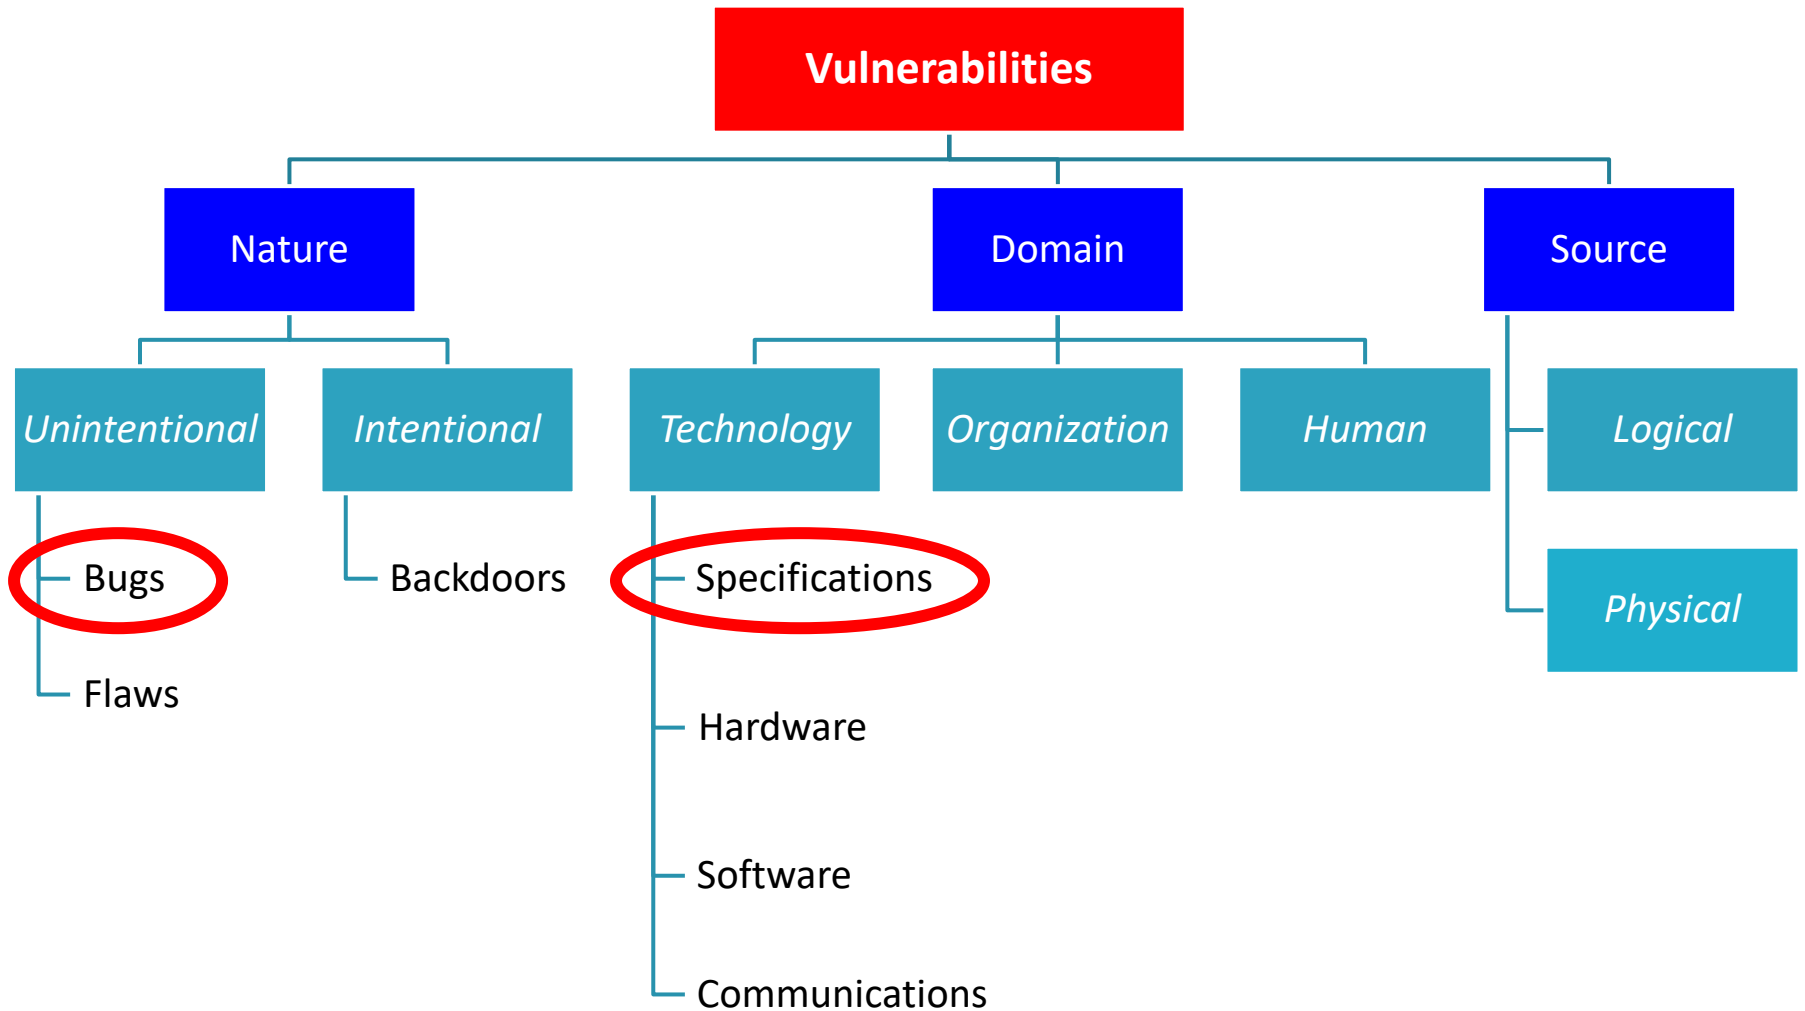 Vulnerabilities
Nature
Domain
Source
Unintentional
Intentional
Technology
Organization
Human
Logical
Physical
Bugs
Backdoors
Specifications
Flaws
Hardware
Software
Communications